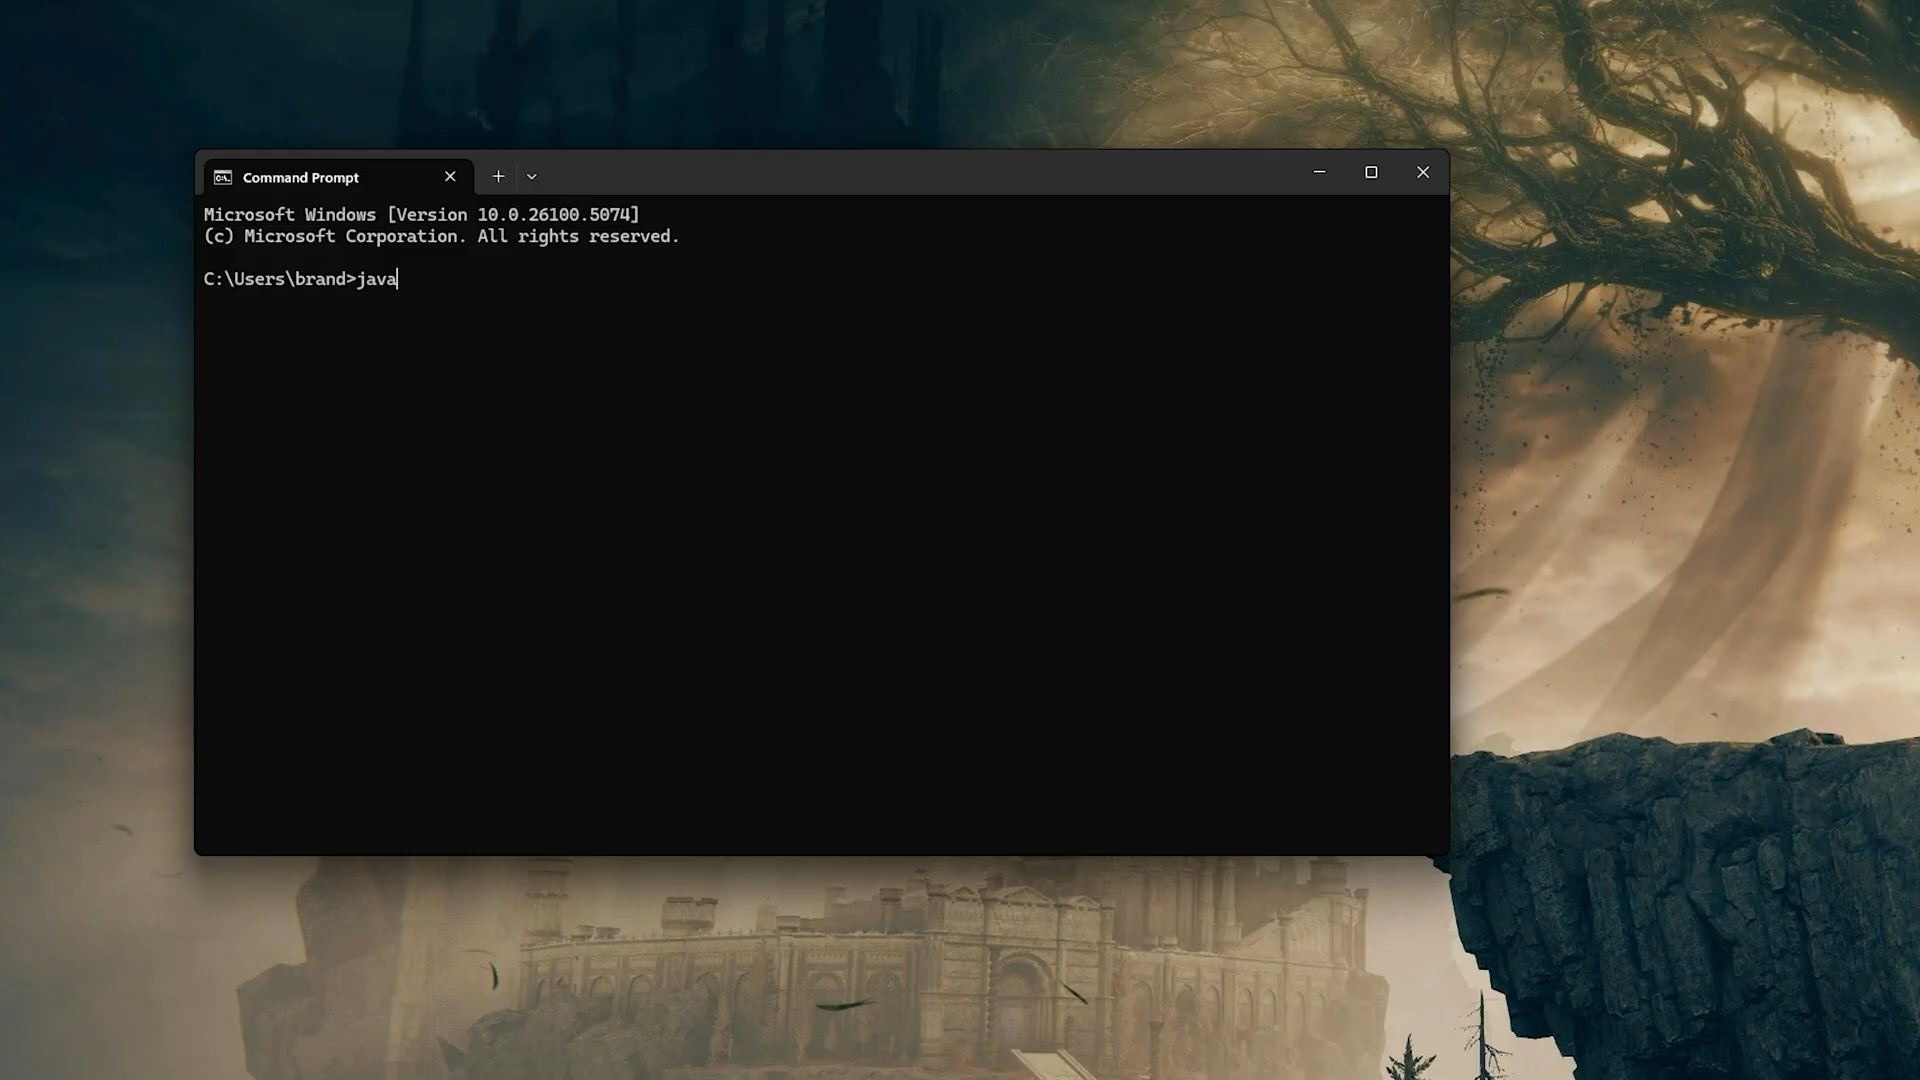 Command Prompt
Microsoft Windows [Version 10.0.26100.5074]
(c) Microsoft Corporation. All rights reserved.
C:\Users\brand>java